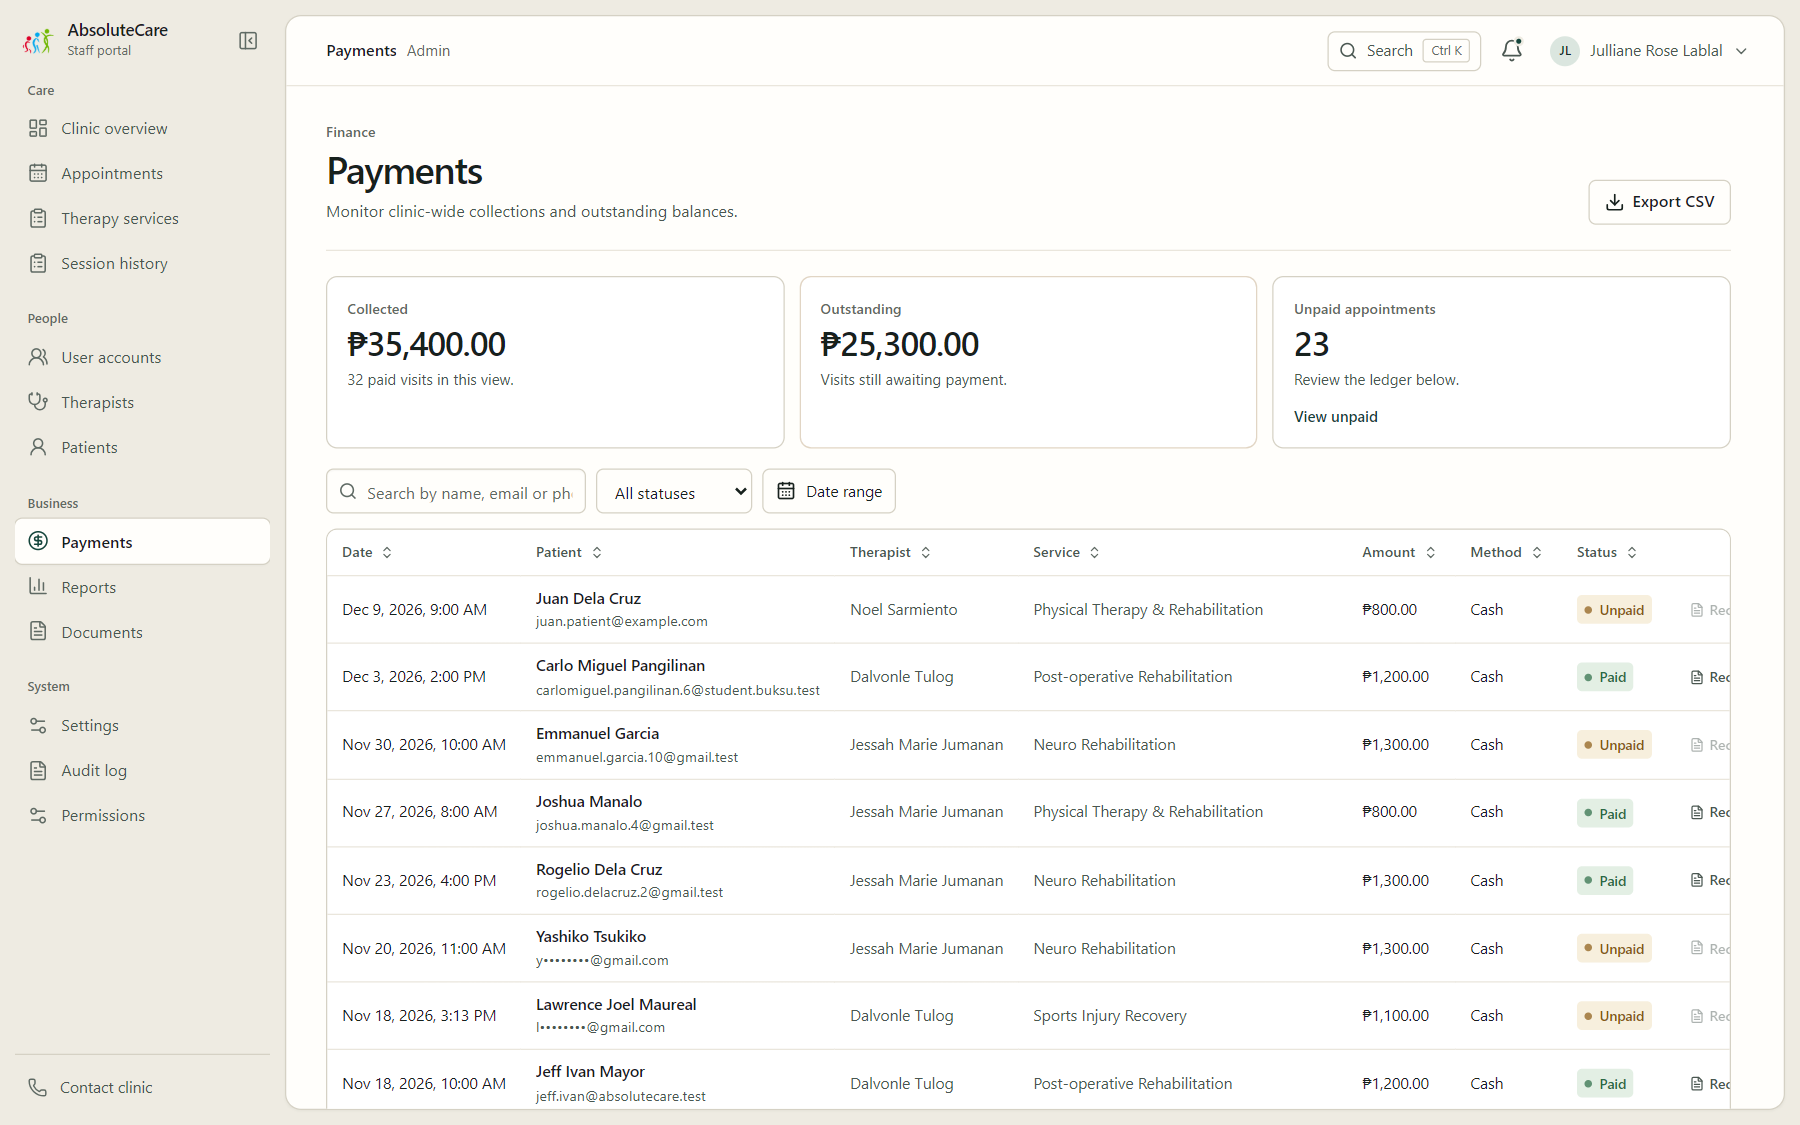 AbsoluteCare
Staff portal
Care
Clinic overview
Appointments
Therapy services
Session history
People
User accounts
Therapists
Patients
Business
Payments
Reports
Documents
System
Settings
Audit log
Permissions
Contact clinic
Payments Admin
Search Ctrl K
JL Julliane Rose Lablal
Finance
Payments
Monitor clinic-wide collections and outstanding balances.
Export CSV
Collected
₱35,400.00
32 paid visits in this view.
Outstanding
₱25,300.00
Visits still awaiting payment.
Unpaid appointments
23
Review the ledger below.
View unpaid
Search by name, email or ph
All statuses
Date range
Date Patient Therapist Service Amount Method Status
Dec 9, 2026, 9:00 AM Juan Dela Cruz Noel Sarmiento Physical Therapy & Rehabilitation ₱800.00 Cash Unpaid Rec
juan.patient@example.com
Dec 3, 2026, 2:00 PM Carlo Miguel Pangilinan Dalvonle Tulog Post-operative Rehabilitation ₱1,200.00 Cash Paid Rec
carlomiguel.pangilinan.6@student.buksu.test
Nov 30, 2026, 10:00 AM Emmanuel Garcia Jessah Marie Jumanan Neuro Rehabilitation ₱1,300.00 Cash Unpaid Rec
emmanuel.garcia.10@gmail.test
Nov 27, 2026, 8:00 AM Joshua Manalo Jessah Marie Jumanan Physical Therapy & Rehabilitation ₱800.00 Cash Paid Rec
joshua.manalo.4@gmail.test
Nov 23, 2026, 4:00 PM Rogelio Dela Cruz Jessah Marie Jumanan Neuro Rehabilitation ₱1,300.00 Cash Paid Rec
rogelio.delacruz.2@gmail.test
Nov 20, 2026, 11:00 AM Yashiko Tsukiko Jessah Marie Jumanan Neuro Rehabilitation ₱1,300.00 Cash Unpaid Rec
y••••••••@gmail.com
Nov 18, 2026, 3:13 PM Lawrence Joel Maureal Dalvonle Tulog Sports Injury Recovery ₱1,100.00 Cash Unpaid Rec
l••••••••@gmail.com
Nov 18, 2026, 10:00 AM Jeff Ivan Mayor Dalvonle Tulog Post-operative Rehabilitation ₱1,200.00 Cash Paid Rec
jeff.ivan@absolutecare.test